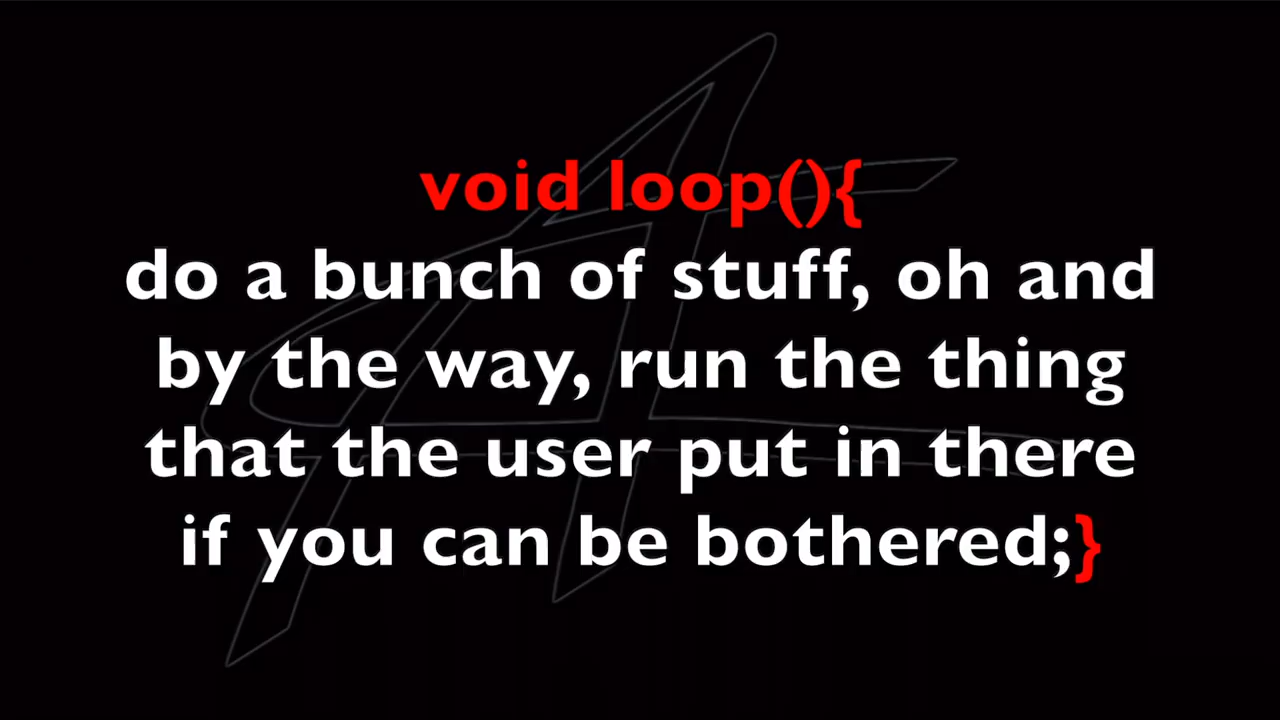 void loop(){
do a bunch of stuff, oh and
by the way, run the thing
that the user put in there
if you can be bothered;}